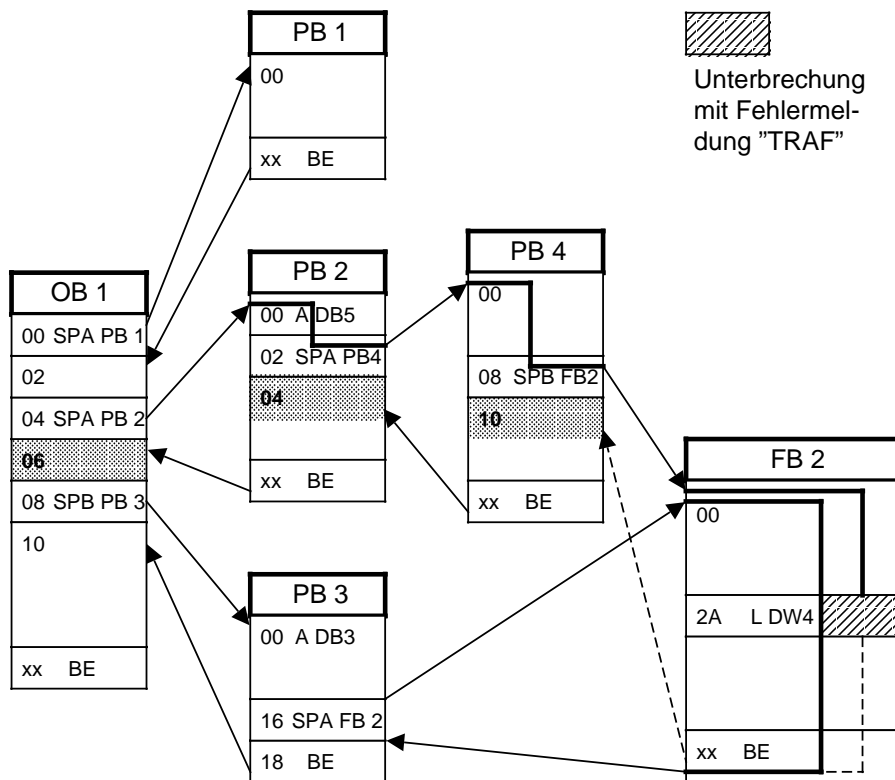 PB 1
00
xx BE
Unterbrechung
mit Fehlermel-
dung ”TRAF”
OB 1
00 SPA PB 1
02
04 SPA PB 2
06
08 SPB PB 3
10
xx BE
PB 2
00 A DB5
02 SPA PB4
04
xx BE
PB 4
00
08 SPB FB2
10
xx BE
PB 3
00 A DB3
16 SPA FB 2
18 BE
FB 2
00
2A L DW4
xx BE